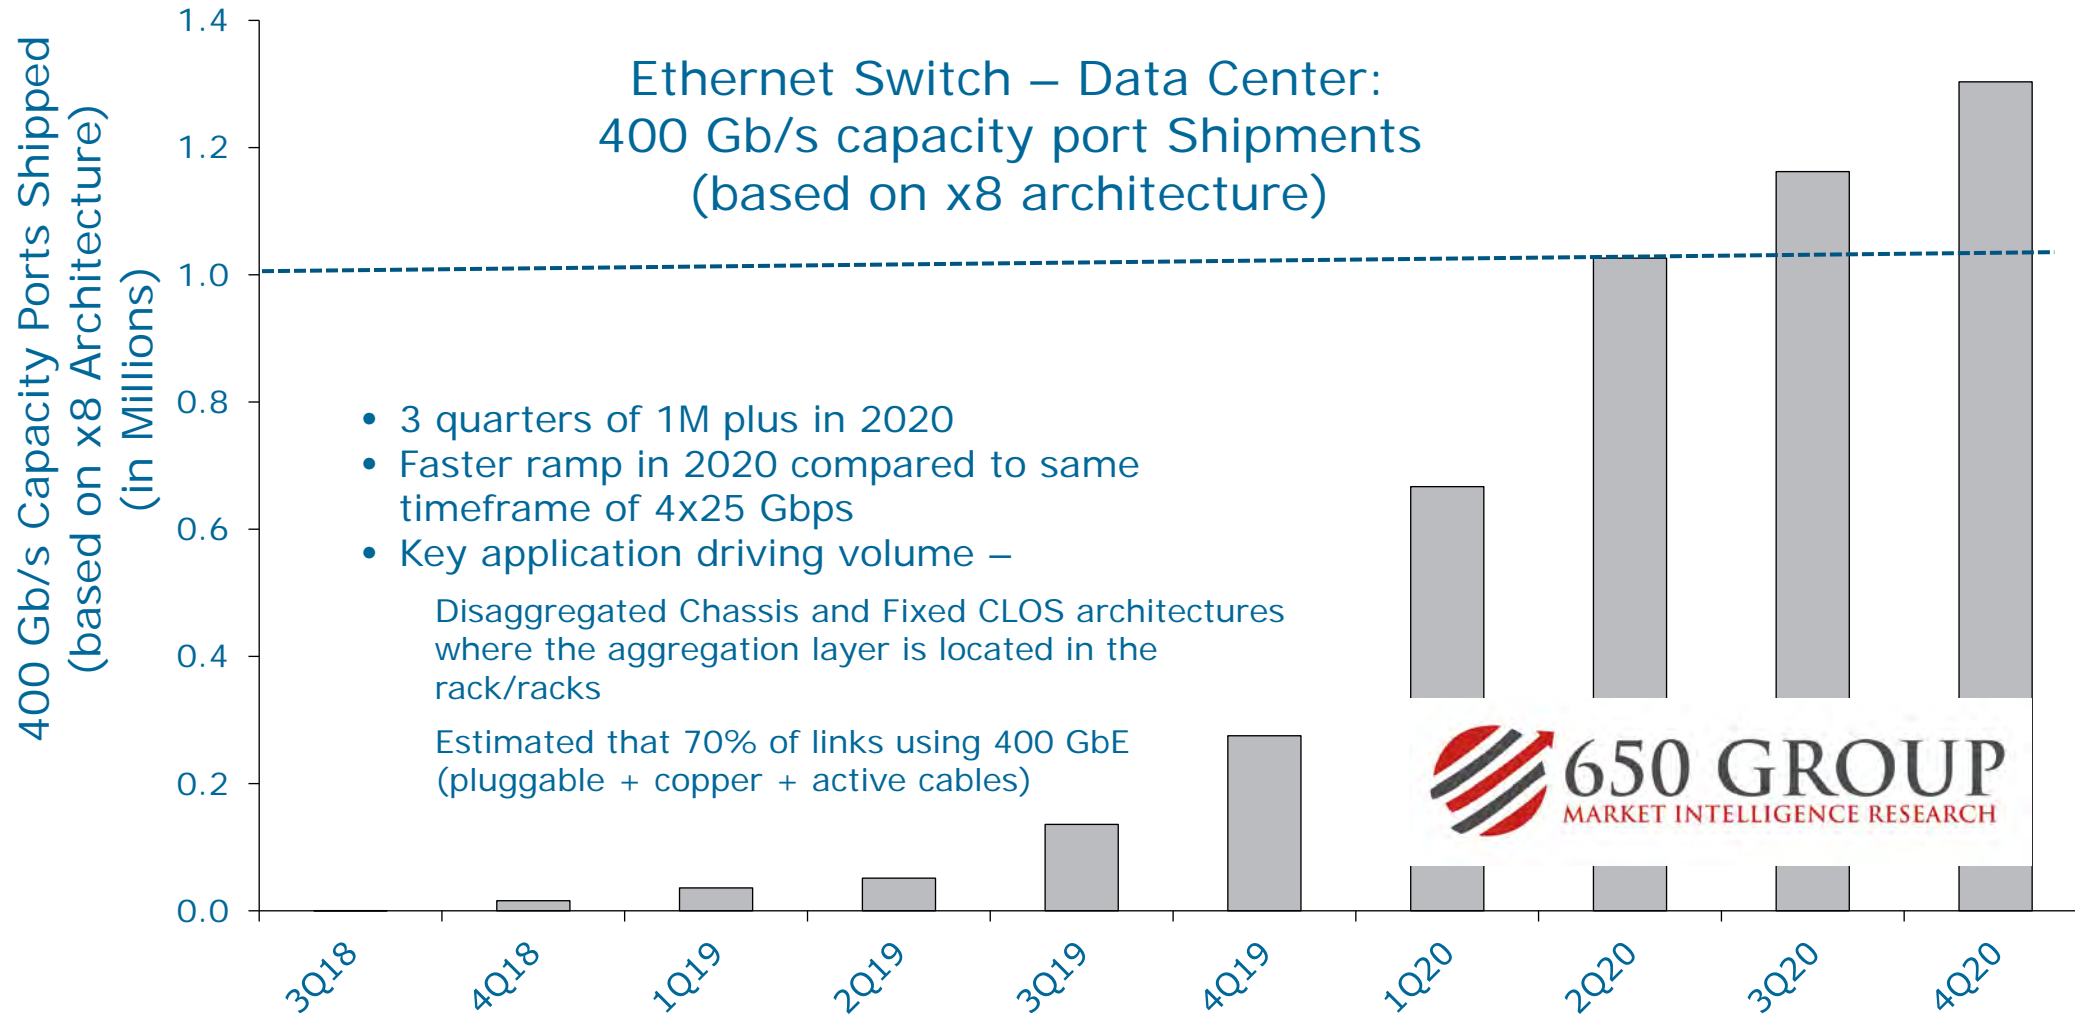 Ethernet Switch – Data Center:
400 Gb/s capacity port Shipments
(based on x8 architecture)
400 Gb/s Capacity Ports Shipped
(based on x8 Architecture)
(in Millions)
1.4
1.2
1.0
0.8
0.6
0.4
0.2
0.0
• 3 quarters of 1M plus in 2020
• Faster ramp in 2020 compared to same
timeframe of 4x25 Gbps
• Key application driving volume –
Disaggregated Chassis and Fixed CLOS architectures
where the aggregation layer is located in the
rack/racks
Estimated that 70% of links using 400 GbE
(pluggable + copper + active cables)
650 GROUP
MARKET INTELLIGENCE RESEARCH
3Q18
4Q18
1Q19
2Q19
3Q19
4Q19
1Q20
2Q20
3Q20
4Q20